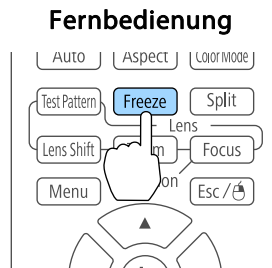 Fernbedienung
Auto Aspect Color Mode
Test Pattern Freeze Split
Lens
Lens Shift Focus
Menu Esc /